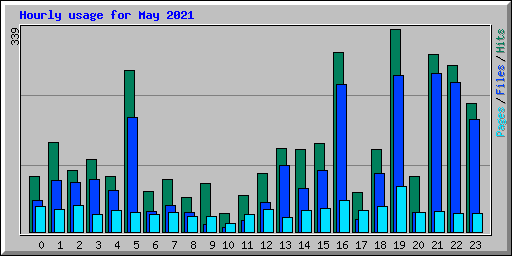 Hourly usage for May 2021
339
Pages/Files/Hits
0 1 2 3 4 5 6 7 8 9 10 11 12 13 14 15 16 17 18 19 20 21 22 23